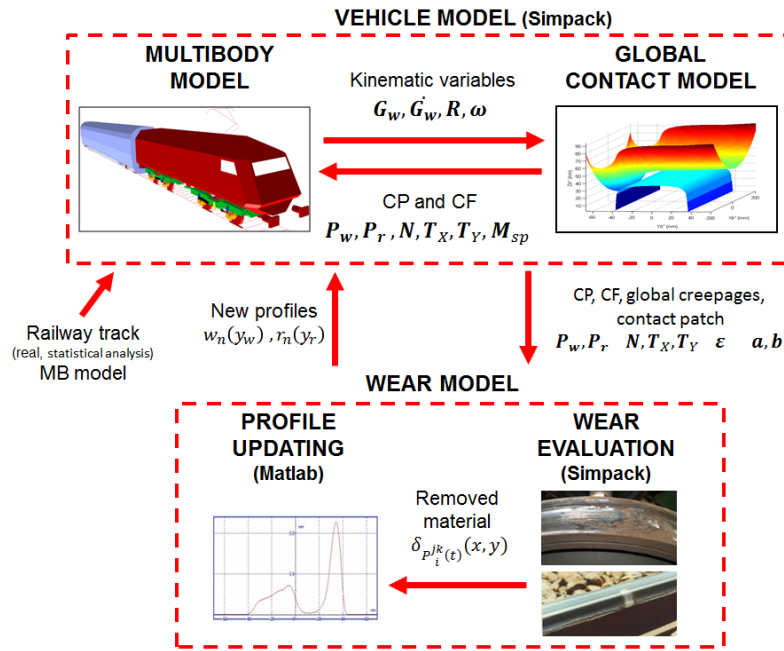 VEHICLE MODEL (Simpack)
MULTIBODY
MODEL
Kinematic variables
G_w, Ġ_w, R, ω
GLOBAL
CONTACT MODEL
CP and CF
P_w, P_r, N, T_X, T_Y, M_sp
Railway track
(real, statistical analysis)
MB model
New profiles
w_n(y_w), r_n(y_r)
CP, CF, global creepages,
contact patch
P_w, P_r N, T_X, T_Y ε a, b
WEAR MODEL
PROFILE
UPDATING
(Matlab)
Removed
material
δ_{P_i^{jk}(t)}(x, y)
WEAR
EVALUATION
(Simpack)